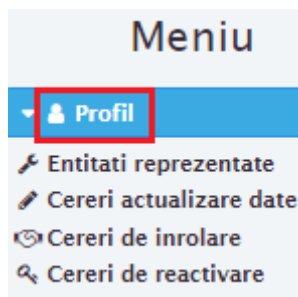 Meniu
Profil
Entitati reprezentate
Cereri actualizare date
Cereri de inrolare
Cereri de reactivare